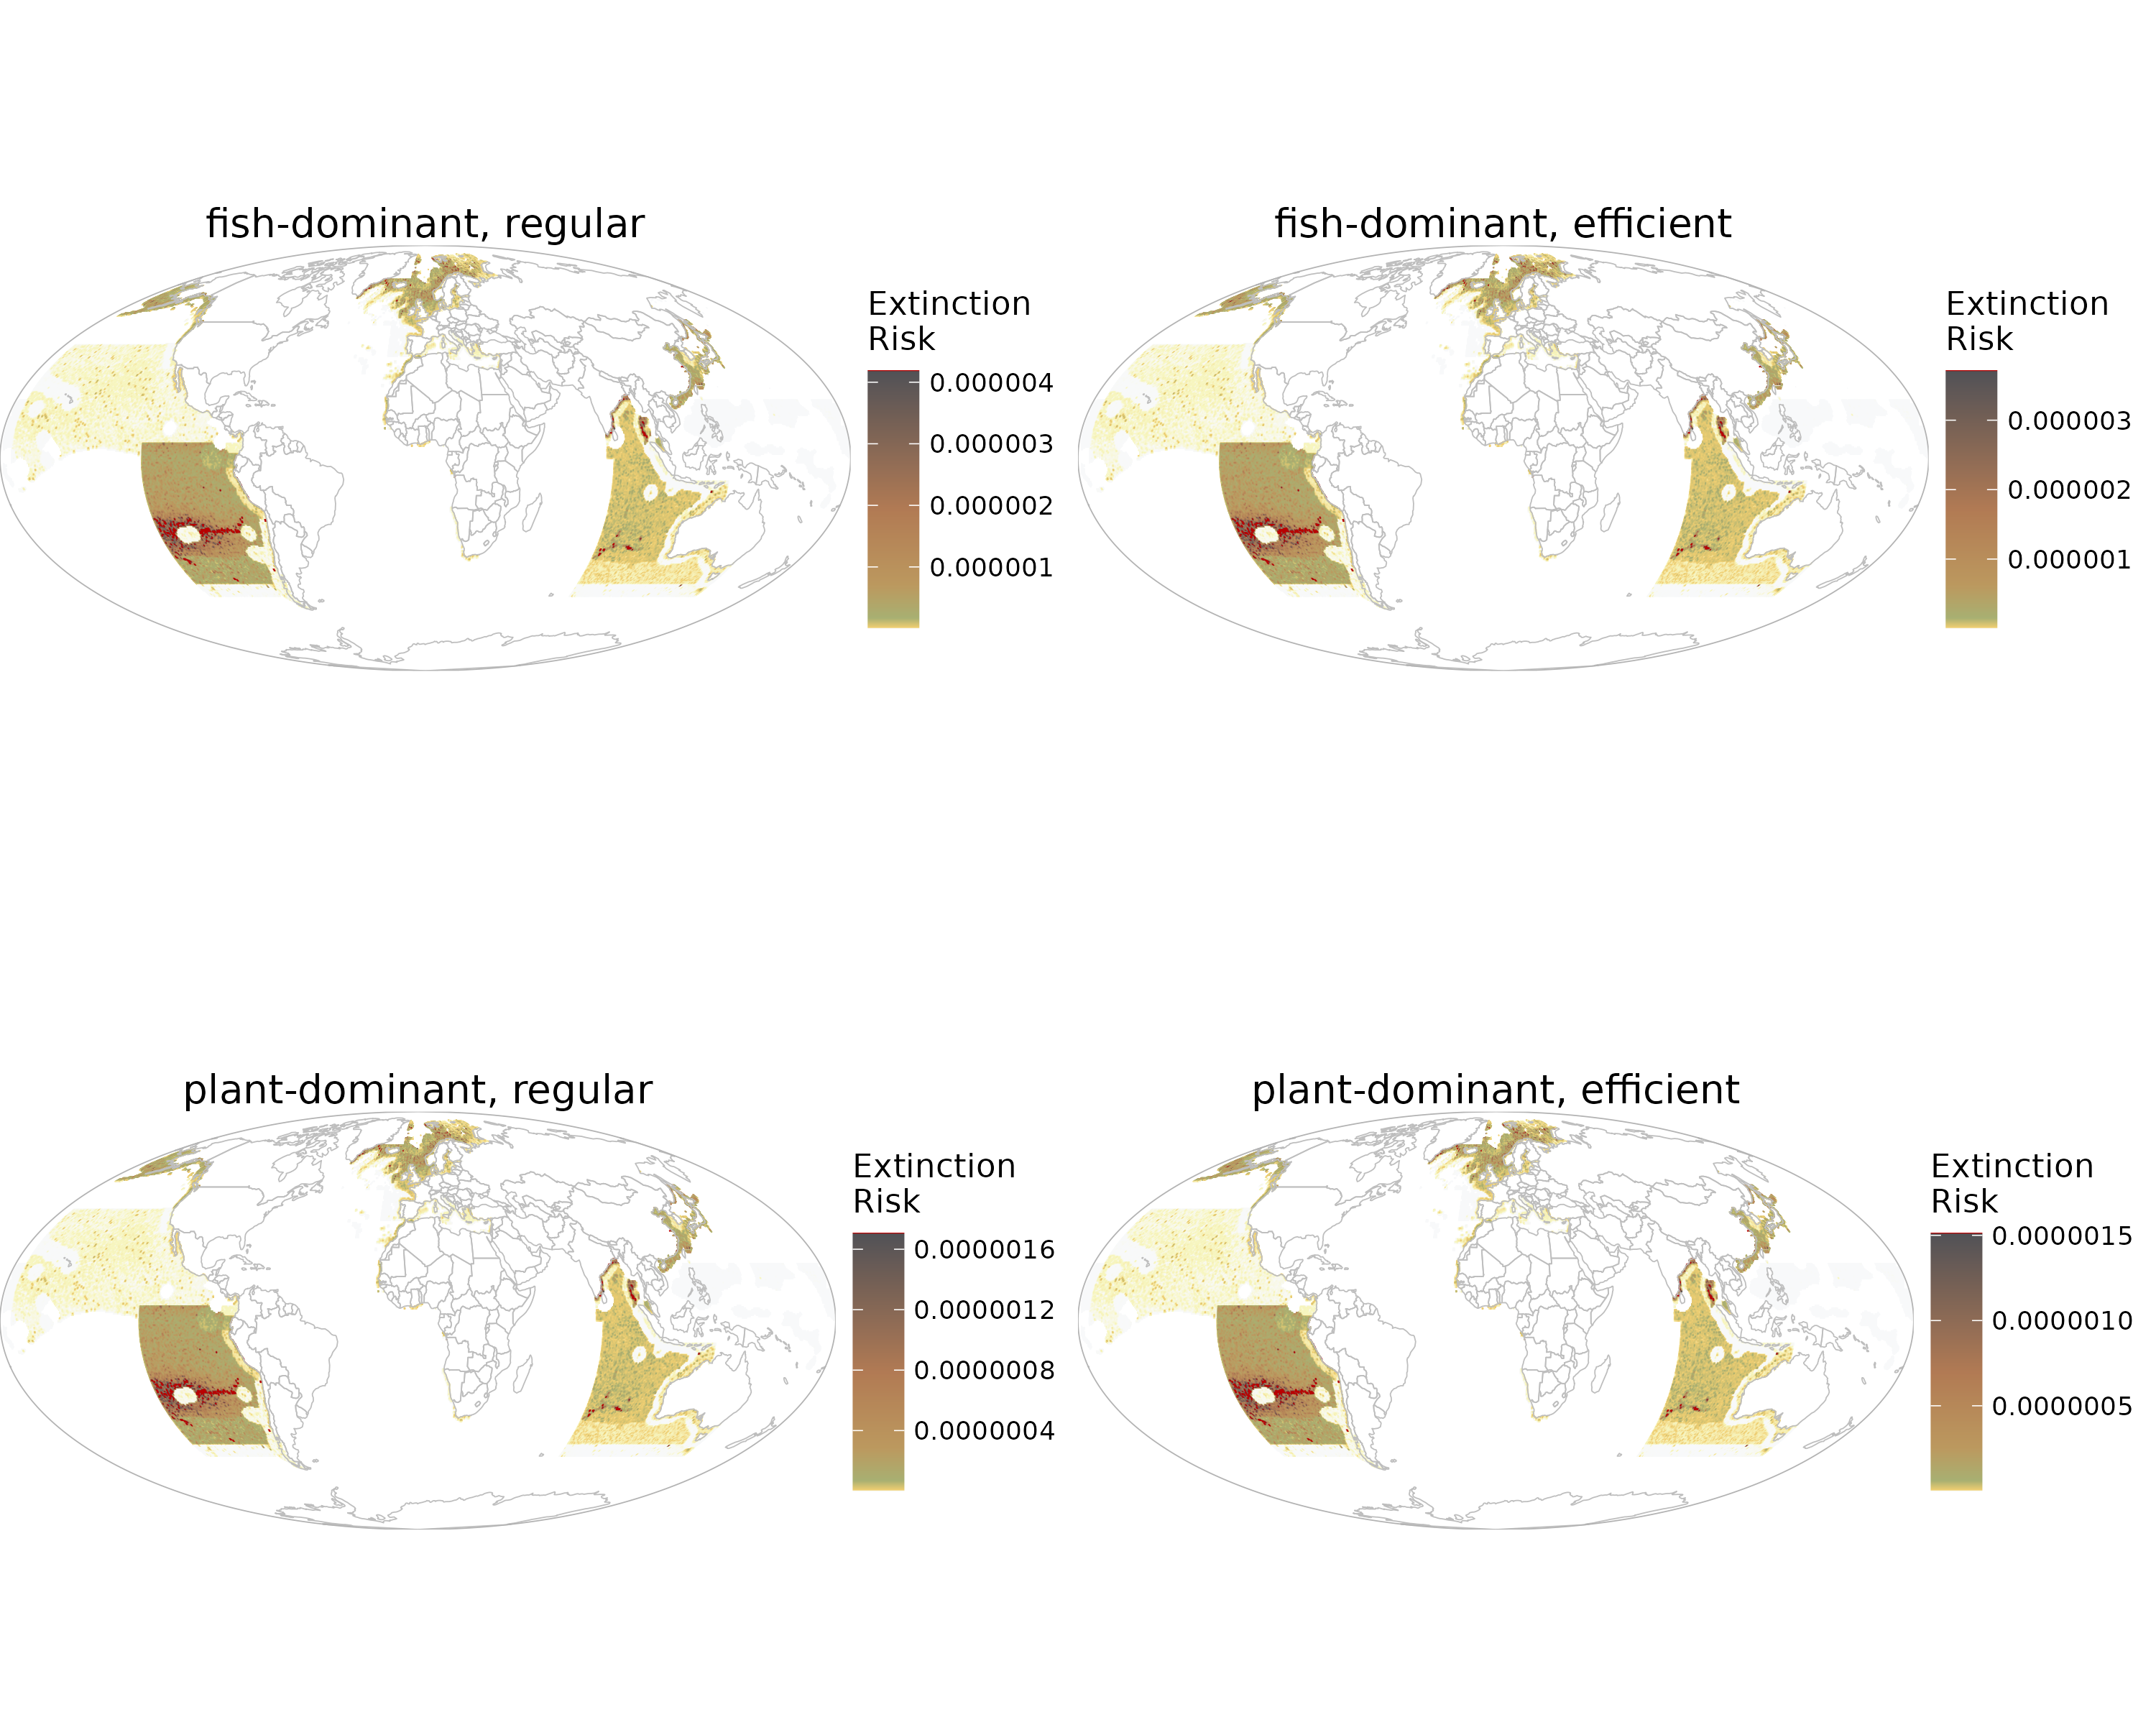 fish-dominant, regular
Extinction
Risk
0.000004
0.000003
0.000002
0.000001
fish-dominant, efficient
Extinction
Risk
0.000003
0.000002
0.000001
plant-dominant, regular
Extinction
Risk
0.0000016
0.0000012
0.0000008
0.0000004
plant-dominant, efficient
Extinction
Risk
0.0000015
0.0000010
0.0000005